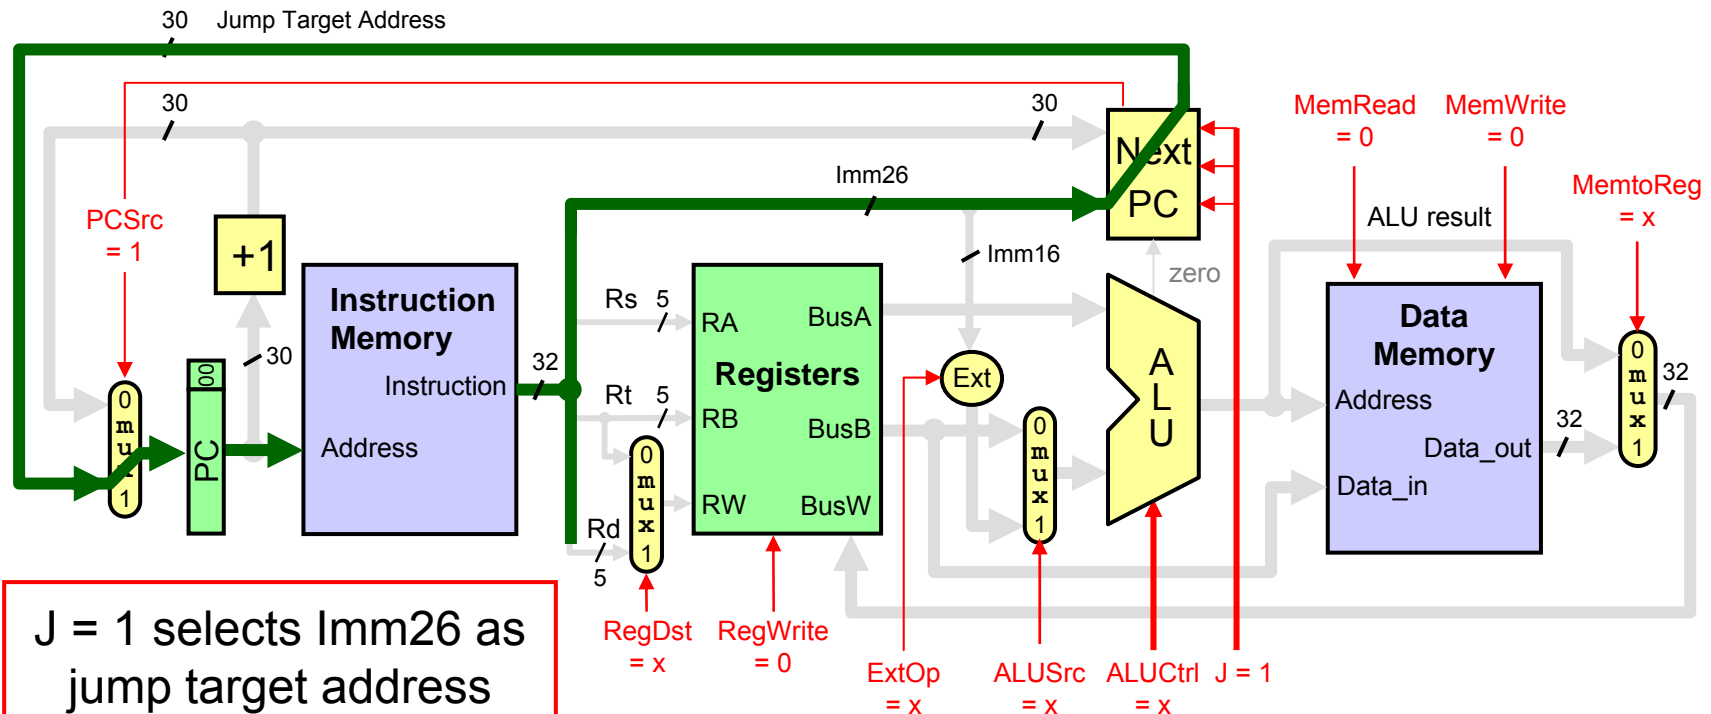 30 Jump Target Address
30
30
MemRead
= 0
MemWrite
= 0
Next
PC
Imm26
MemtoReg
= x
PCSrc
= 1
+1
ALU result
Imm16
zero
Instruction
Memory
Rs 5
RA
BusA
Data
Memory
30
00
Instruction
32
Registers
Ext
A
L
U
0
m
u
x
1
32
0
m
u
x
1
Rt 5
RB
BusB
0
m
u
x
1
Address
PC
Address
0
m
u
x
1
Data_out
32
Data_in
RW
BusW
Rd
5
J = 1 selects Imm26 as
jump target address
RegDst
= x
RegWrite
= 0
ExtOp
= x
ALUSrc
= x
ALUCtrl
= x
J = 1